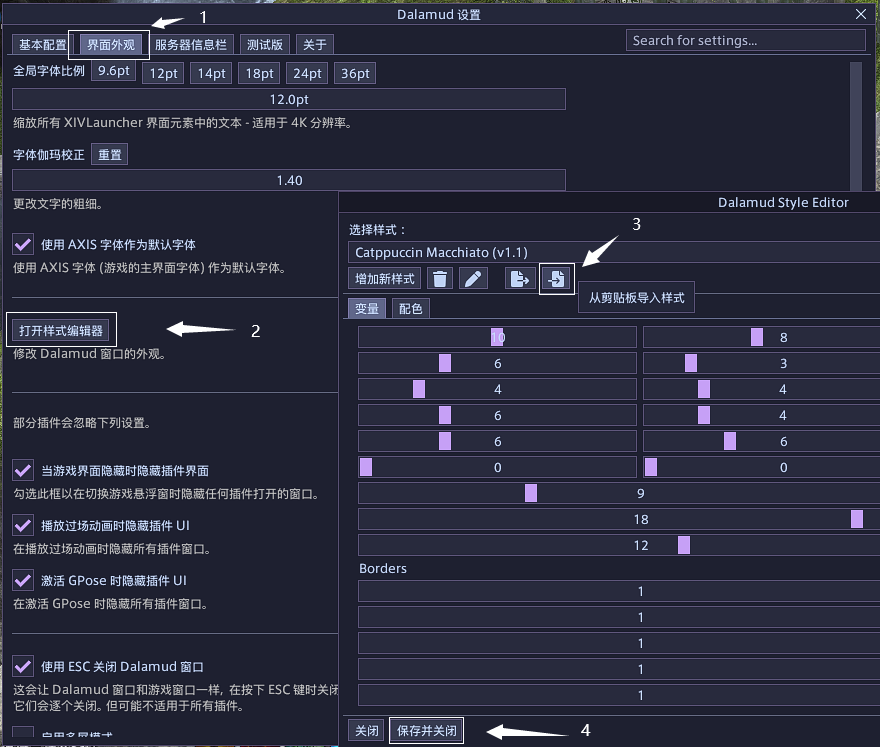 1
Dalamud 设置
基本配置 界面外观 服务器信息栏 测试版 关于 Search for settings...
全局字体比例 9.6pt 12pt 14pt 18pt 24pt 36pt
12.0pt
缩放所有 XIVLauncher 界面元素中的文本 - 适用于 4K 分辨率。
字体伽玛校正 重置
1.40
更改文字的粗细。
使用 AXIS 字体作为默认字体
使用 AXIS 字体 (游戏的主界面字体) 作为默认字体。
打开样式编辑器
2
修改 Dalamud 窗口的外观。
部分插件会忽略下列设置。
当游戏界面隐藏时隐藏插件界面
勾选此框以在切换游戏悬浮窗时隐藏任何插件打开的窗口。
播放过场动画时隐藏插件 UI
在播放过场动画时隐藏所有插件窗口。
激活 GPose 时隐藏插件 UI
在激活 GPose 时隐藏所有插件窗口。
使用 ESC 关闭 Dalamud 窗口
这会让 Dalamud 窗口和游戏窗口一样, 在按下 ESC 键时关闭
它们会逐个关闭。但可能不适用于所有插件。
启用多屏模式
Dalamud Style Editor
选择样式：
3
Catppuccin Macchiato (v1.1)
增加新样式
从剪贴板导入样式
变量 配色
10 8
6 3
4 4
6 4
6 6
0 0
9
18
12
Borders
1
1
1
1
1
关闭 保存并关闭
4